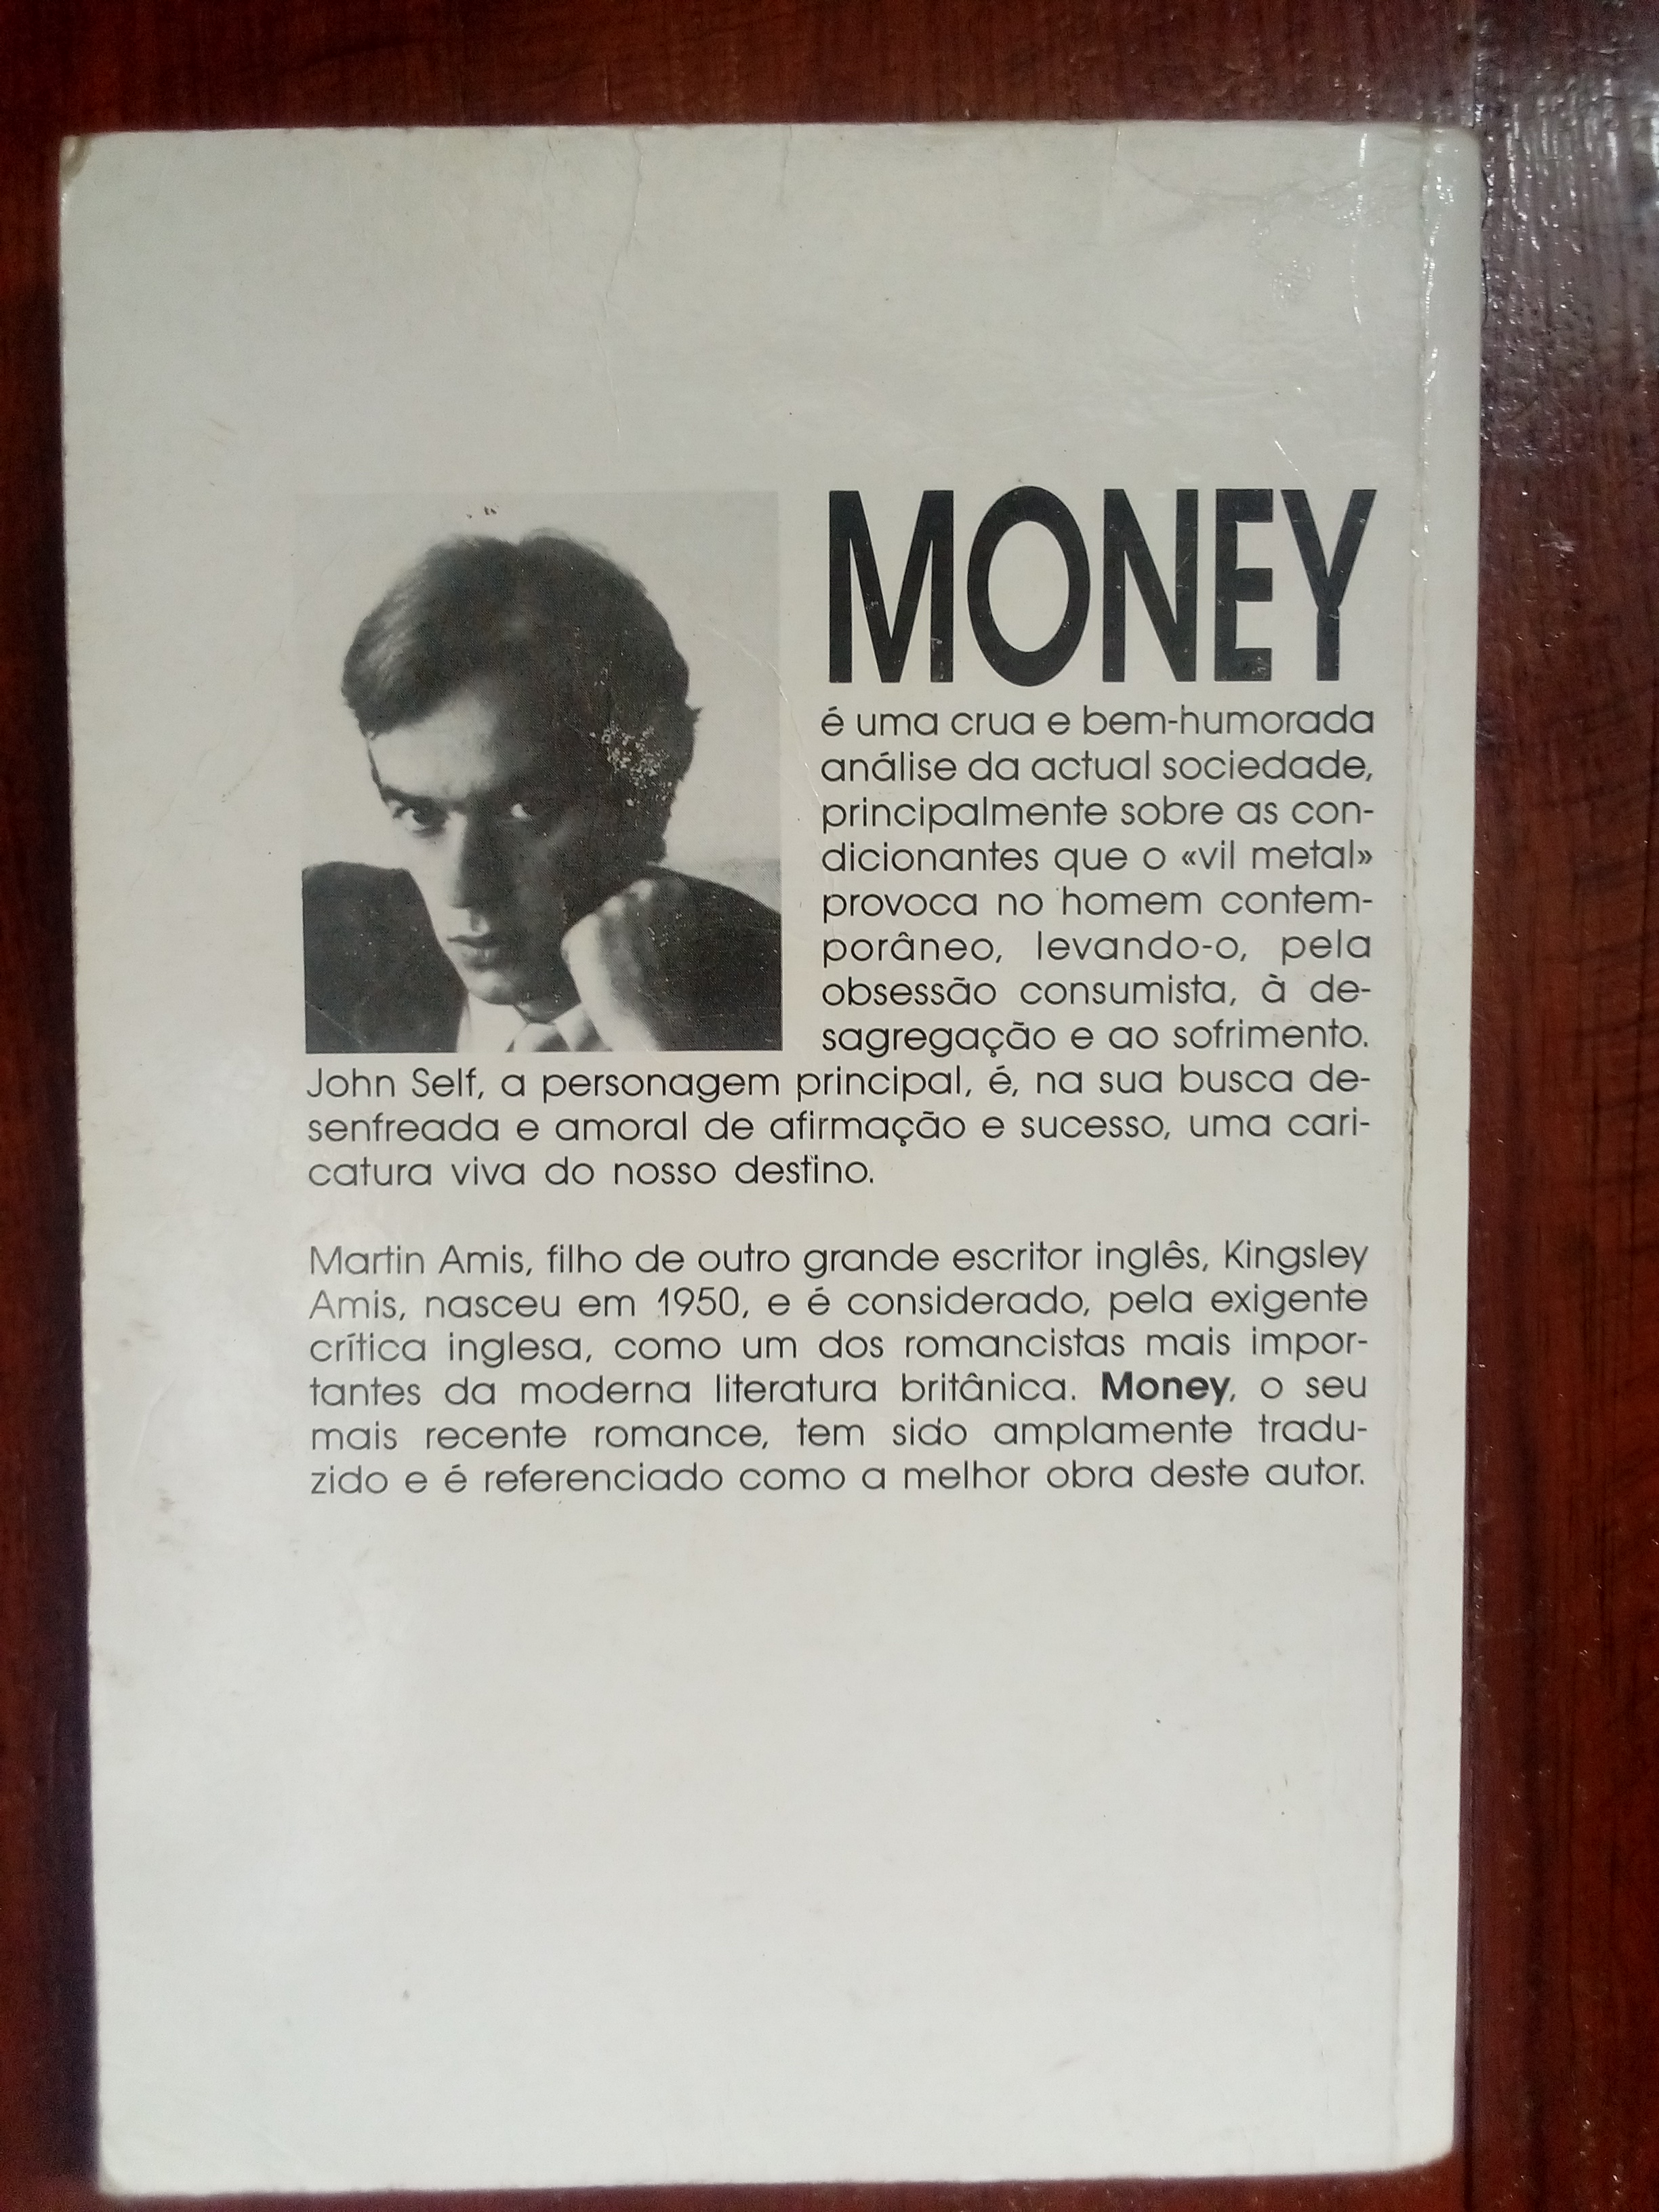 MONEY
é uma crua e bem-humorada
análise da actual sociedade,
principalmente sobre as con-
dicionantes que o «vil metal»
provoca no homem contem-
porâneo, levando-o, pela
obsessão consumista, à de-
sagregação e ao sofrimento.
John Self, a personagem principal, é, na sua busca de-
senfreada e amoral de afirmação e sucesso, uma cari-
catura viva do nosso destino.
Martin Amis, filho de outro grande escritor inglês, Kingsley
Amis, nasceu em 1950, e é considerado, pela exigente
crítica inglesa, como um dos romancistas mais impor-
tantes da moderna literatura britânica. Money, o seu
mais recente romance, tem sido amplamente tradu-
zido e é referenciado como a melhor obra deste autor.